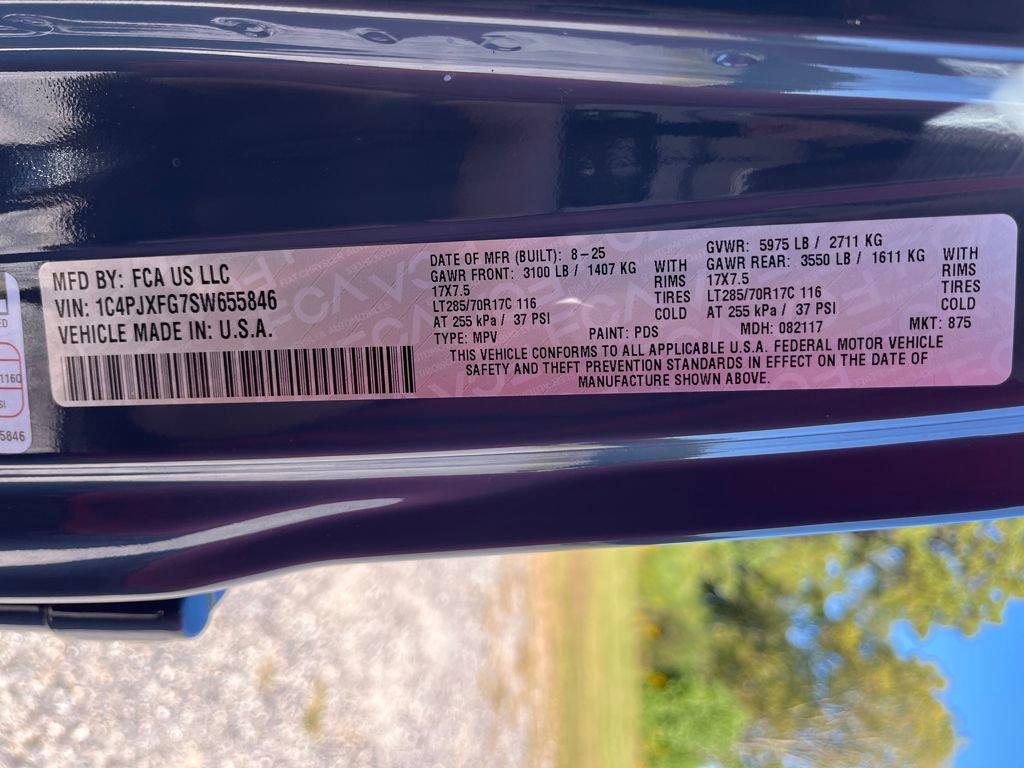 MFD BY: FCA US LLC
VIN: 1C4PJXFG7SW655846
VEHICLE MADE IN: U.S.A.
DATE OF MFR (BUILT): 8-25
GAWR FRONT: 3100 LB / 1407 KG
17X7.5
LT285/70R17C 116
AT 255 kPa / 37 PSI
WITH
RIMS
TIRES
COLD
GVWR: 5975 LB / 2711 KG
GAWR REAR: 3550 LB / 1611 KG
17X7.5
LT285/70R17C 116
AT 255 kPa / 37 PSI
WITH
RIMS
TIRES
COLD
TYPE: MPV PAINT: PDS MDH: 082117 MKT: 875
THIS VEHICLE CONFORMS TO ALL APPLICABLE U.S.A. FEDERAL MOTOR VEHICLE
SAFETY AND THEFT PREVENTION STANDARDS IN EFFECT ON THE DATE OF
MANUFACTURE SHOWN ABOVE.
1160
5846